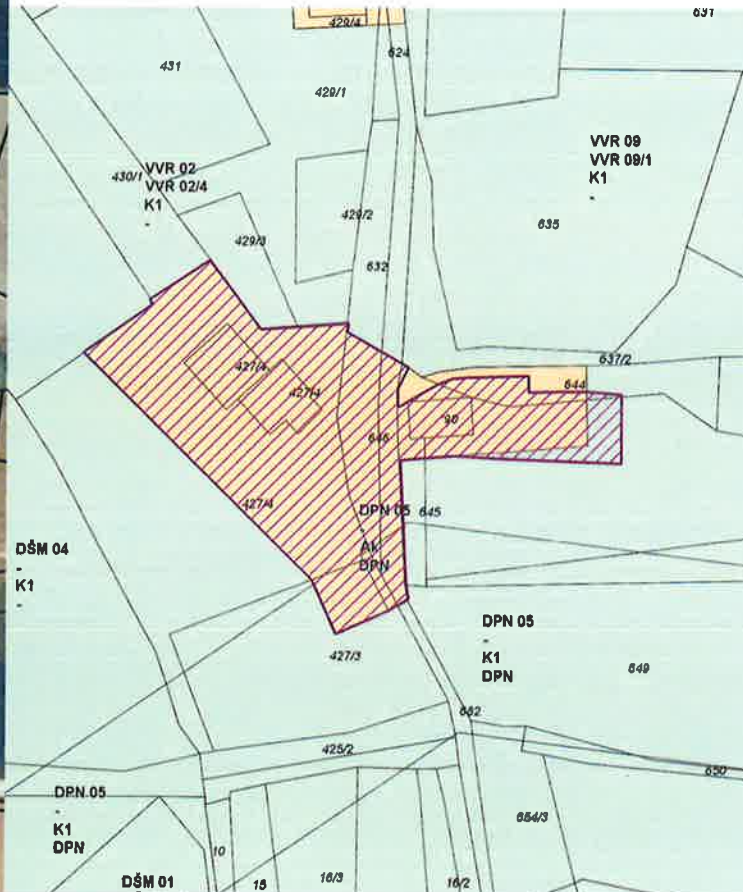 631
429/4
624
431
429/1
VVR 09
VVR 09/1
K1
-
430/1
VVR 02
VVR 02/4
K1
-
429/2
635
429/3
632
637/2
427/4
644
427/4
98
646
427/4
DPN 05
645
-
Ak
DPN
DŠM 04
-
K1
-
DPN 05
-
K1
DPN
427/3
649
682
425/2
650
DPN 05
-
K1
DPN
654/3
10
DŠM 01
15
16/3
16/2